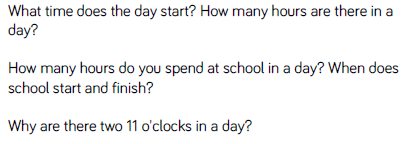 What time does the day start? How many hours are there in a
day?
How many hours do you spend at school in a day? When does
school start and finish?
Why are there two 11 o'clocks in a day?